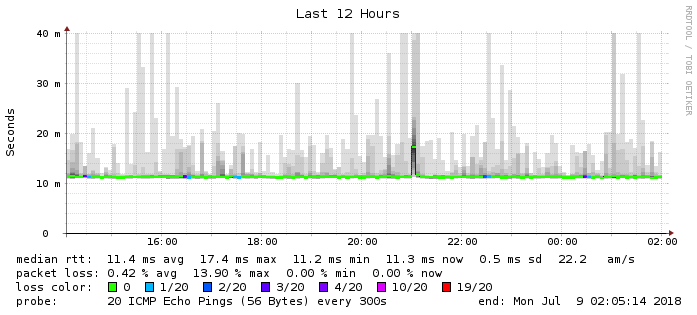 Last 12 Hours
RRDTOOL / TOBI OETIKER
Seconds
40 m
30 m
20 m
10 m
0
16:00 18:00 20:00 22:00 00:00 02:00
median rtt: 11.4 ms avg 17.4 ms max 11.2 ms min 11.3 ms now 0.5 ms sd 22.2 am/s
packet loss: 0.42 % avg 13.90 % max 0.00 % min 0.00 % now
loss color: 0 1/20 2/20 3/20 4/20 10/20 19/20
probe: 20 ICMP Echo Pings (56 Bytes) every 300s end: Mon Jul 9 02:05:14 2018